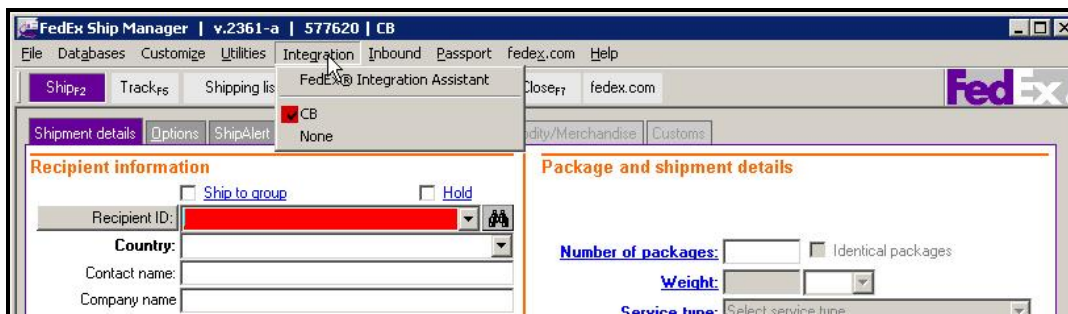 FedEx Ship Manager | v.2361-a | 577620 | CB
File Databases Customize Utilities Integration Inbound Passport fedex.com Help
ShipF2 TrackF5 Shipping lis CloseF7 fedex.com FedEx
FedEx® Integration Assistant
CB
None
Shipment details Options ShipAlert dity/Merchandise Customs
Recipient information Package and shipment details
Ship to group Hold
Recipient ID:
Country:
Number of packages: Identical packages
Contact name:
Weight:
Company name
Service type: Select service type